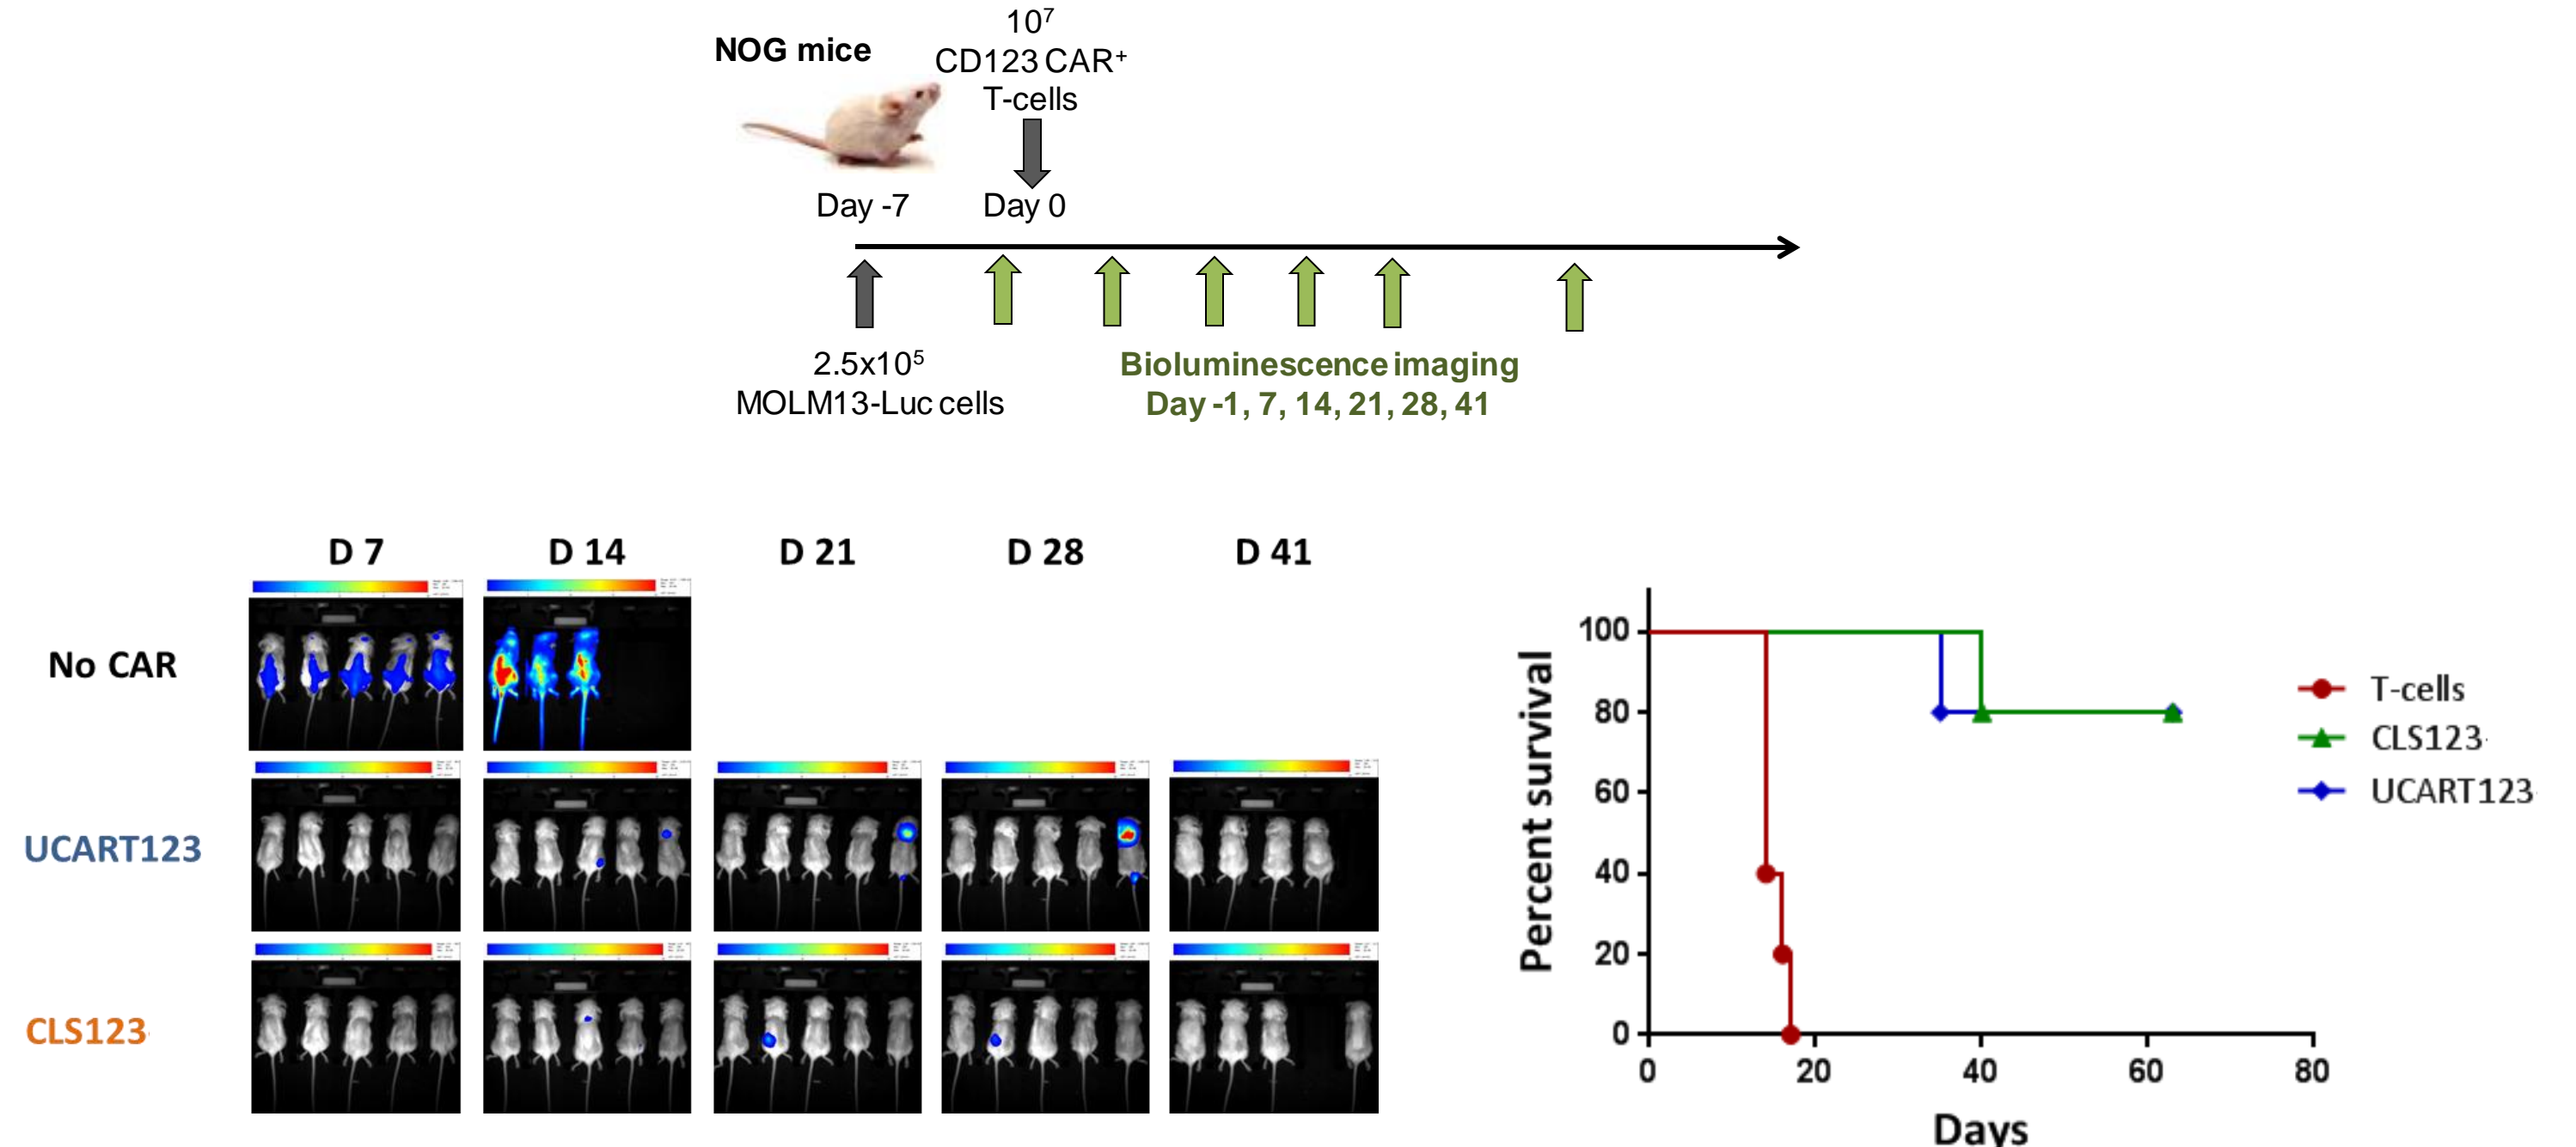 NOG mice
10⁷
CD123 CAR⁺
T-cells
Day -7
Day 0
2.5x10⁵
MOLM13-Luc cells
Bioluminescence imaging
Day -1, 7, 14, 21, 28, 41
D 7
D 14
D 21
D 28
D 41
No CAR
UCART123
CLS123
Percent survival
100
80
60
40
20
0
0
20
40
60
80
Days
T-cells
CLS123
UCART123